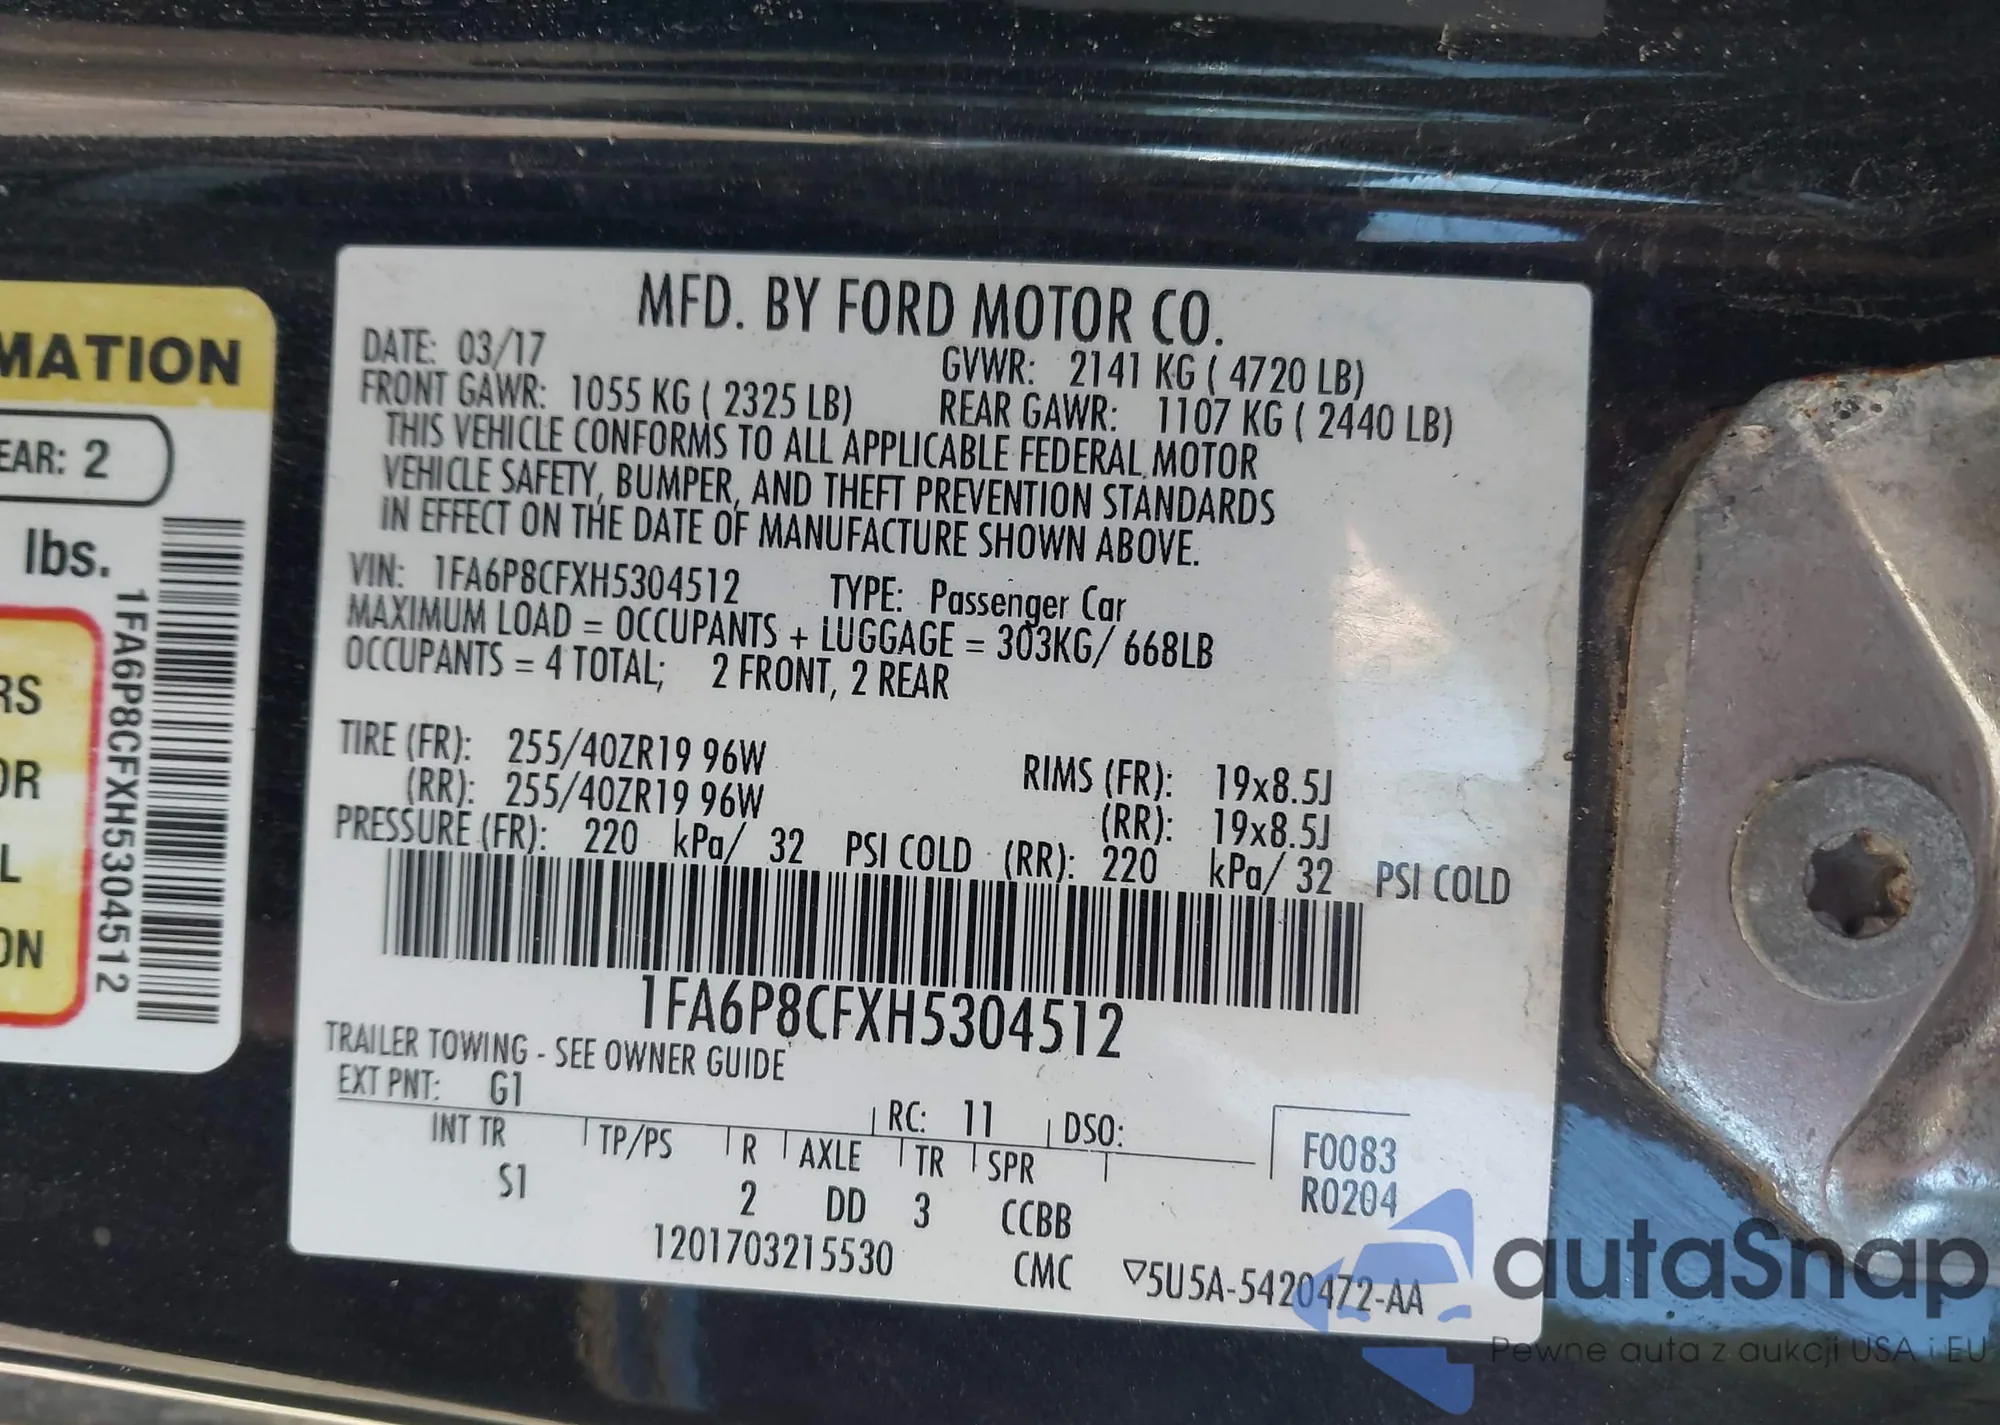 MATION
EAR: 2
lbs.
1FA6P8CFXH5304512
RS
OR
L
ON
MFD. BY FORD MOTOR CO.
DATE: 03/17
GVWR: 2141 KG ( 4720 LB)
FRONT GAWR: 1055 KG ( 2325 LB)
REAR GAWR: 1107 KG ( 2440 LB)
THIS VEHICLE CONFORMS TO ALL APPLICABLE FEDERAL MOTOR
VEHICLE SAFETY, BUMPER, AND THEFT PREVENTION STANDARDS
IN EFFECT ON THE DATE OF MANUFACTURE SHOWN ABOVE.
VIN: 1FA6P8CFXH5304512 TYPE: Passenger Car
MAXIMUM LOAD = OCCUPANTS + LUGGAGE = 303KG/ 668LB
OCCUPANTS = 4 TOTAL; 2 FRONT, 2 REAR
TIRE (FR): 255/40ZR19 96W RIMS (FR): 19x8.5J
(RR): 255/40ZR19 96W (RR): 19x8.5J
PRESSURE (FR): 220 kPa/ 32 PSI COLD (RR): 220 kPa/ 32 PSI COLD
1FA6P8CFXH5304512
TRAILER TOWING - SEE OWNER GUIDE
EXT PNT: G1 RC: 11 DSO:
INT TR TP/PS R AXLE TR SPR F0083
S1 2 DD 3 CCBB R0204
1201703215530 CMC ▽5U5A-5420472-AA
autaSnap
Pewne auta z aukcji USA i EU